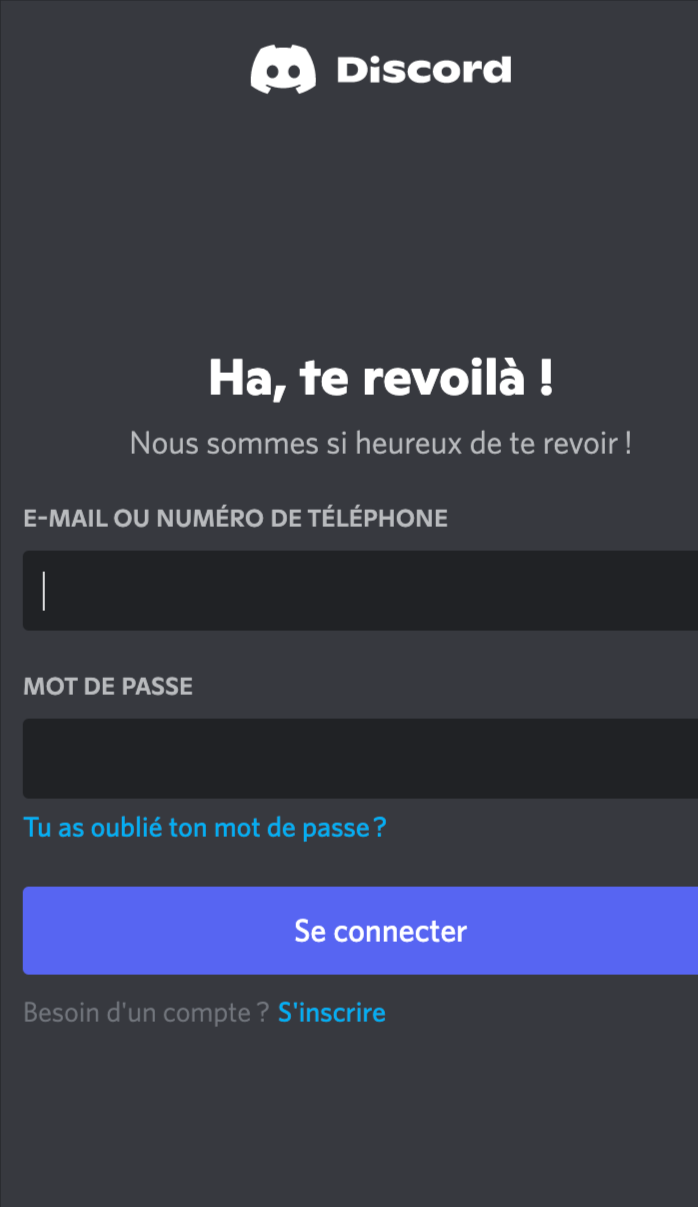 Discord
Ha, te revoilà !
Nous sommes si heureux de te revoir !
E-MAIL OU NUMÉRO DE TÉLÉPHONE
MOT DE PASSE
Tu as oublié ton mot de passe ?
Se connecter
Besoin d'un compte ? S'inscrire